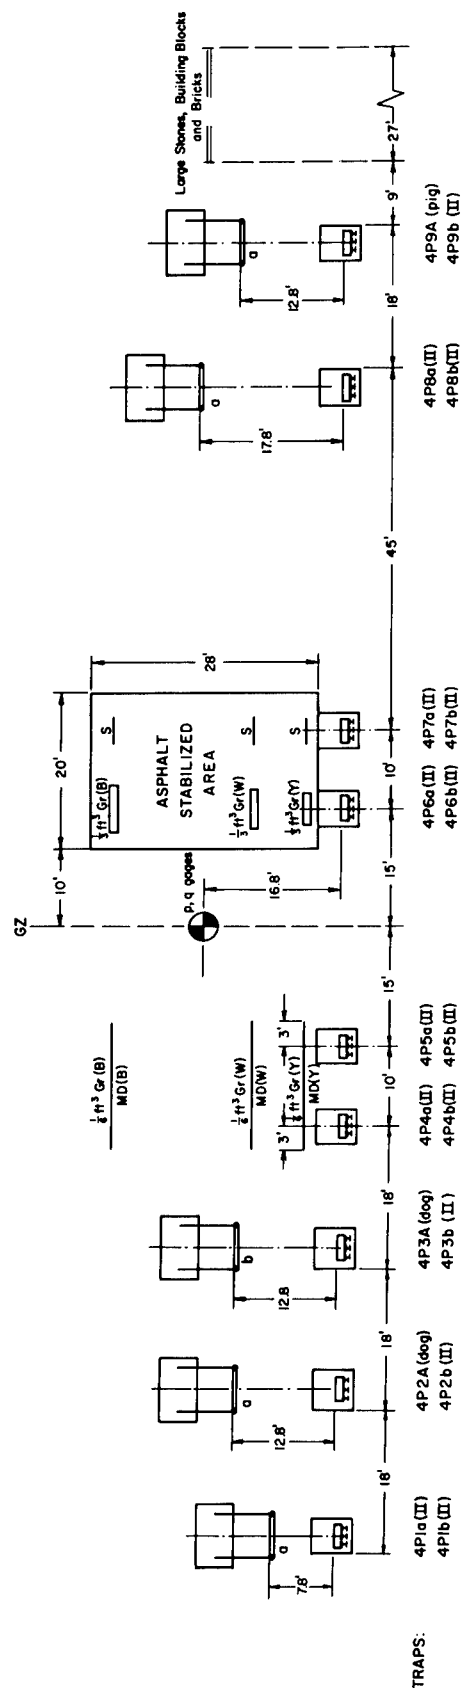 GZ
Large Stones, Building Blocks
and Bricks
10'
20'
28'
1/3 ft³ Gr(B)
S
ASPHALT
STABILIZED
AREA
1/3 ft³ Gr(W)
S
1/3 ft³ Gr(Y)
S
p,q gages
16.8'
1/6 ft³ Gr(B)
MD(B)
1/6 ft³ Gr(W)
MD(W)
1/6 ft³ Gr(Y)
MD(Y)
3'
3'
a
7.8'
a
12.8'
b
12.8
a
17.8'
a
12.8'
18'
18'
18'
10'
15'
15'
10'
45'
18'
9'
27'
TRAPS:
4P1a(II)
4P1b(II)
4P2A(dog)
4P2b(II)
4P3A(dog)
4P3b (II)
4P4a(II)
4P4b(II)
4P5a(II)
4P5b(II)
4P6a(II)
4P6b(II)
4P7a(II)
4P7b(II)
4P8a(II)
4P8b(II)
4P9A (pig)
4P9b (II)